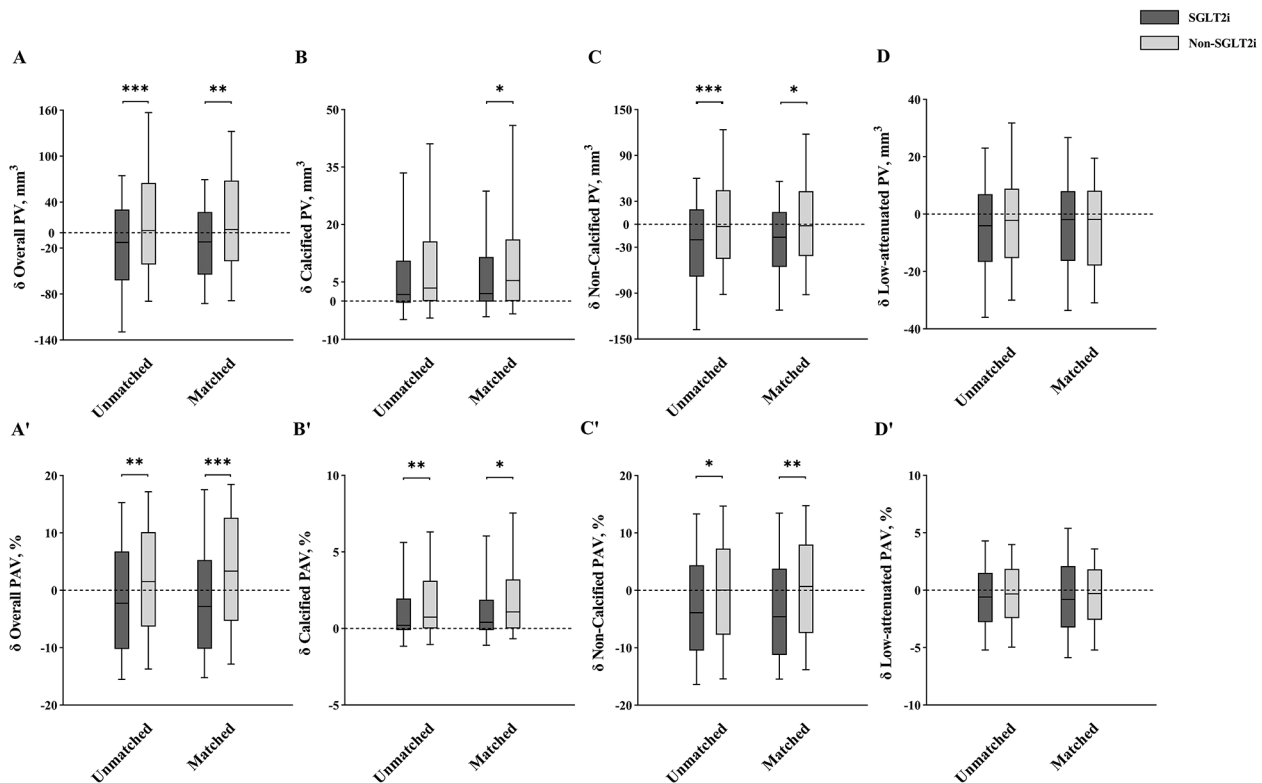 SGLT2i
Non-SGLT2i
A
***
**
δ Overall PV, mm³
160
100
40
0
-20
-80
-140
Unmatched
Matched
B
*
δ Calcified PV, mm³
50
35
20
5
0
-10
Unmatched
Matched
C
***
*
δ Non-Calcified PV, mm³
150
90
30
0
-30
-90
-150
Unmatched
Matched
D
δ Low-attenuated PV, mm³
40
20
0
-20
-40
Unmatched
Matched
A'
**
***
δ Overall PAV, %
20
10
0
-10
-20
Unmatched
Matched
B'
**
*
δ Calcified PAV, %
10
5
0
-5
Unmatched
Matched
C'
*
**
δ Non-Calcified PAV, %
20
10
0
-10
-20
Unmatched
Matched
D'
δ Low-attenuated PAV, %
10
5
0
-5
-10
Unmatched
Matched